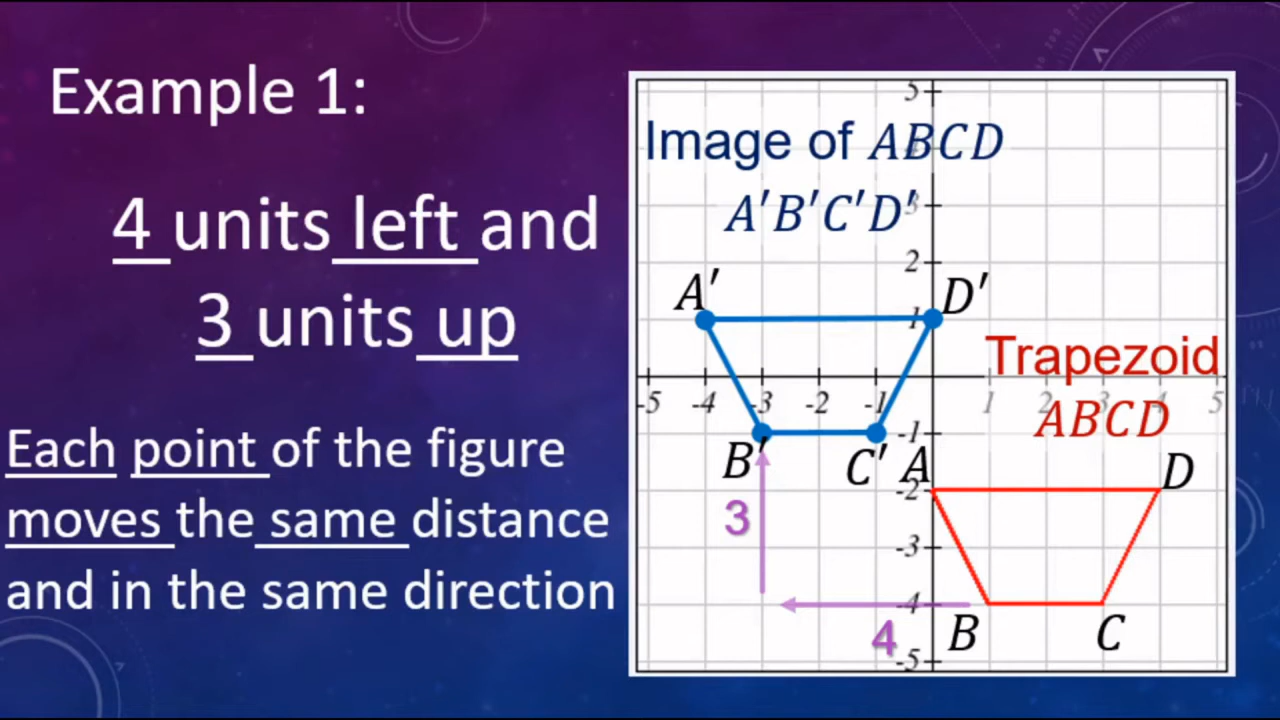 Example 1:
4 units left and
3 units up
Each point of the figure
moves the same distance
and in the same direction
5
Image of ABCD
A′B′C′D′
3
2
A′
D′
1
Trapezoid
-5 -4 -3 -2 -1 1 2 3 4 5
ABCD
-1
B′ C′ A D
-2
3
-3
-4
4 B C
-5